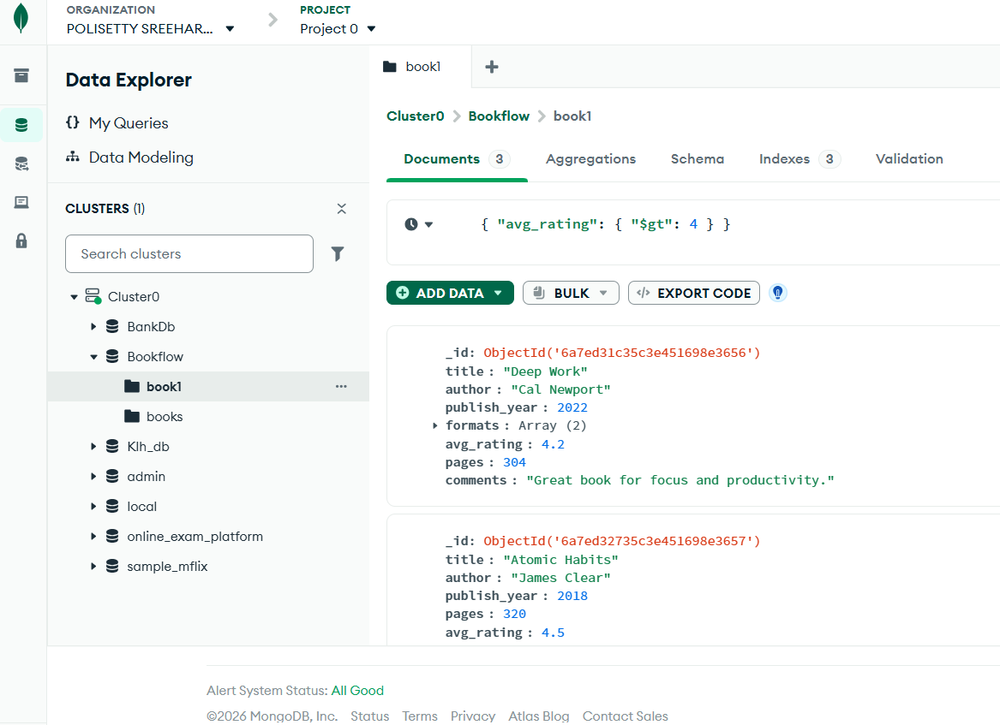 ORGANIZATION
POLISETTY SREEHAR...
PROJECT
Project 0
Data Explorer
My Queries
Data Modeling
CLUSTERS (1)
Search clusters
Cluster0
BankDb
Bookflow
book1
books
Klh_db
admin
local
online_exam_platform
sample_mflix
book1
Cluster0 Bookflow book1
Documents 3 Aggregations Schema Indexes 3 Validation
{ "avg_rating": { "$gt": 4 } }
ADD DATA BULK EXPORT CODE
_id: ObjectId('6a7ed31c35c3e451698e3656')
title : "Deep Work"
author : "Cal Newport"
publish_year : 2022
formats : Array (2)
avg_rating : 4.2
pages : 304
comments : "Great book for focus and productivity."
_id: ObjectId('6a7ed32735c3e451698e3657')
title : "Atomic Habits"
author : "James Clear"
publish_year : 2018
pages : 320
avg_rating : 4.5
Alert System Status: All Good
©2026 MongoDB, Inc. Status Terms Privacy Atlas Blog Contact Sales